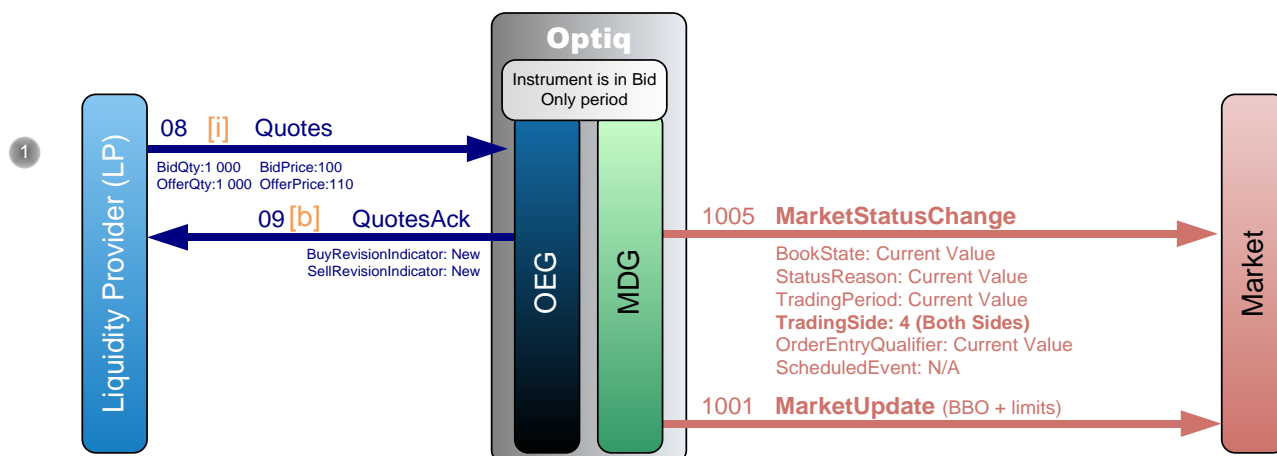 Optiq
Instrument is in Bid
Only period
1
Liquidity Provider (LP)
08 [i] Quotes
BidQty:1 000 BidPrice:100
OfferQty:1 000 OfferPrice:110
09 [b] QuotesAck
BuyRevisionIndicator: New
SellRevisionIndicator: New
OEG
MDG
1005 MarketStatusChange
BookState: Current Value
StatusReason: Current Value
TradingPeriod: Current Value
TradingSide: 4 (Both Sides)
OrderEntryQualifier: Current Value
ScheduledEvent: N/A
1001 MarketUpdate (BBO + limits)
Market